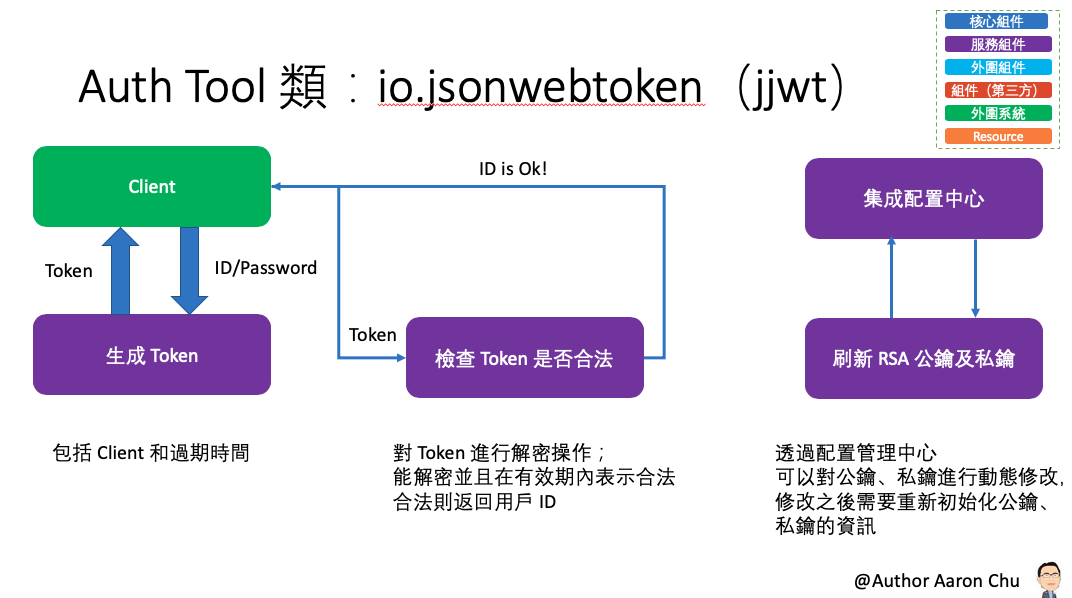 核心組件
服務組件
外圍組件
組件（第三方）
外圍系統
Resource
Auth Tool 類：io.jsonwebtoken（jjwt）
Client
ID is Ok!
集成配置中心
Token
ID/Password
生成 Token
Token
檢查 Token 是否合法
刷新 RSA 公鑰及私鑰
包括 Client 和過期時間
對 Token 進行解密操作；
能解密並且在有效期內表示合法
合法則返回用戶 ID
透過配置管理中心
可以對公鑰、私鑰進行動態修改,
修改之後需要重新初始化公鑰、
私鑰的資訊
@Author Aaron Chu